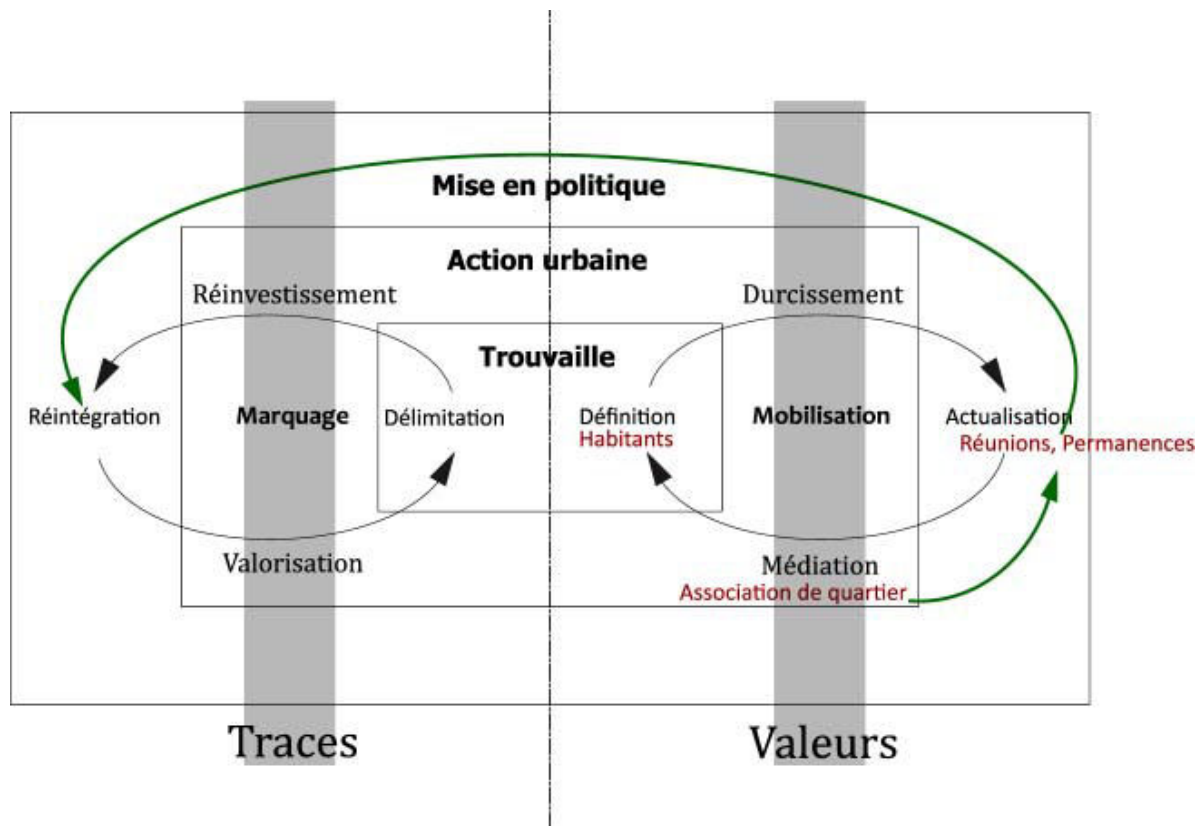 Mise en politique
Action urbaine
Réinvestissement
Durcissement
Trouvaille
Réintégration
Marquage
Délimitation
Définition
Habitants
Mobilisation
Actualisation
Réunions, Permanences
Valorisation
Médiation
Association de quartier
Traces
Valeurs